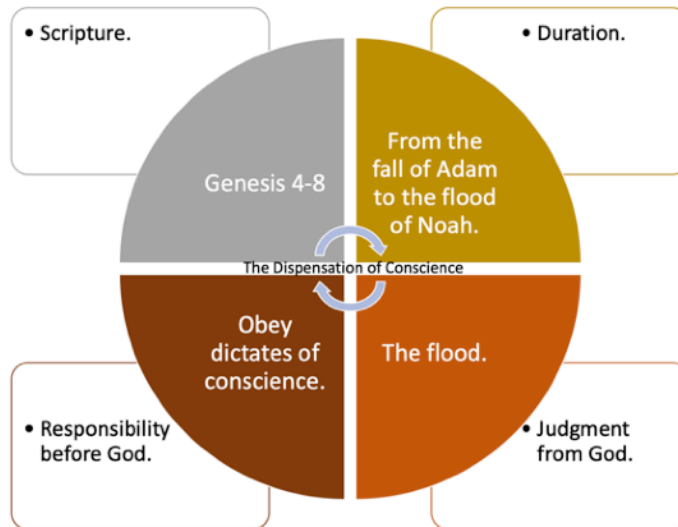 • Scripture.
• Duration.
Genesis 4-8
From the
fall of Adam
to the flood
of Noah.
The Dispensation of Conscience
Obey
dictates of
conscience.
The flood.
• Responsibility
before God.
• Judgment
from God.